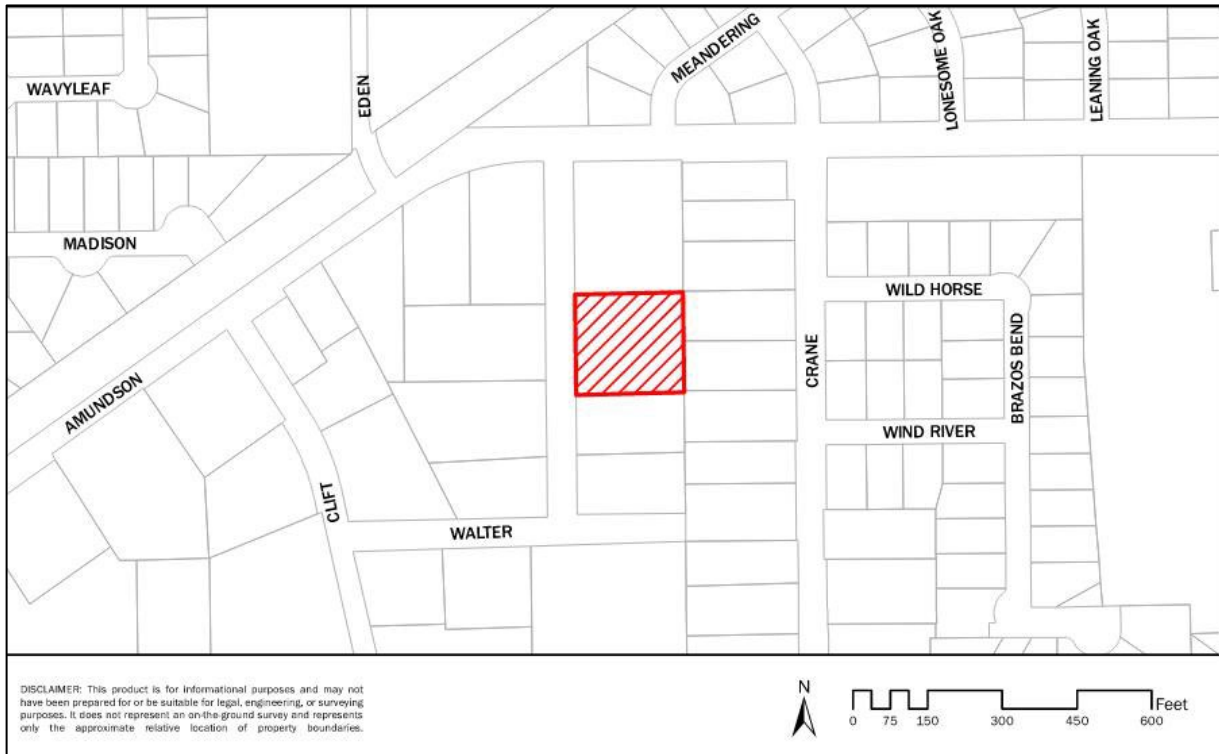 MEANDERING
LONESOME OAK
LEANING OAK
WAVYLEAF
EDEN
MADISON
WILD HORSE
CRANE
BRAZOS BEND
AMUNDSON
WIND RIVER
CLIFT
WALTER
DISCLAIMER: This product is for informational purposes and may not
have been prepared for or be suitable for legal, engineering, or surveying
purposes. It does not represent an on-the-ground survey and represents
only the approximate relative location of property boundaries.
N
Feet
0 75 150 300 450 600